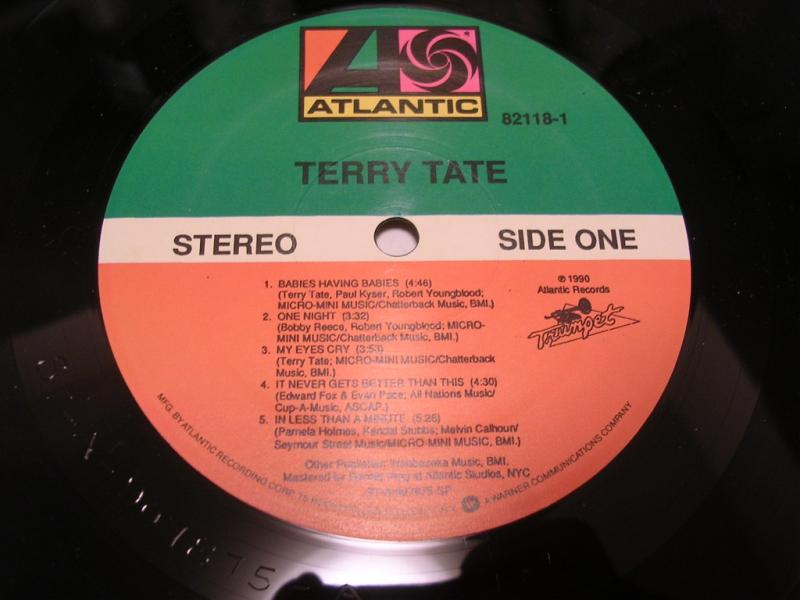 ATLANTIC
82118-1
TERRY TATE
STEREO
SIDE ONE
1. BABIES HAVING BABIES (4:46)
(Terry Tate, Paul Kyser, Robert Youngblood;
MICRO-MINI MUSIC/Chatterback Music, BMI.)
2. ONE NIGHT (3:32)
(Bobby Reece, Robert Youngblood; MICRO-
MINI MUSIC/Chatterback Music, BMI.)
3. MY EYES CRY (3:53)
(Terry Tate; MICRO-MINI MUSIC/Chatterback
Music, BMI.)
4. IT NEVER GETS BETTER THAN THIS (4:30)
(Edward Fox & Evan Pace; All Nations Music/
Cup-A-Music, ASCAP.)
5. IN LESS THAN A MINUTE (5:26)
(Pamela Holmes, Kendal Stubbs; Melvin Calhoun/
Seymour Street Music/MICRO-MINI MUSIC, BMI.)
Other Publisher: Music, BMI.
Mastered at Atlantic Studios, NYC
℗ 1990
Atlantic Records
Trumpet
MFG. BY ATLANTIC RECORDING CORP., 75
A WARNER COMMUNICATIONS COMPANY